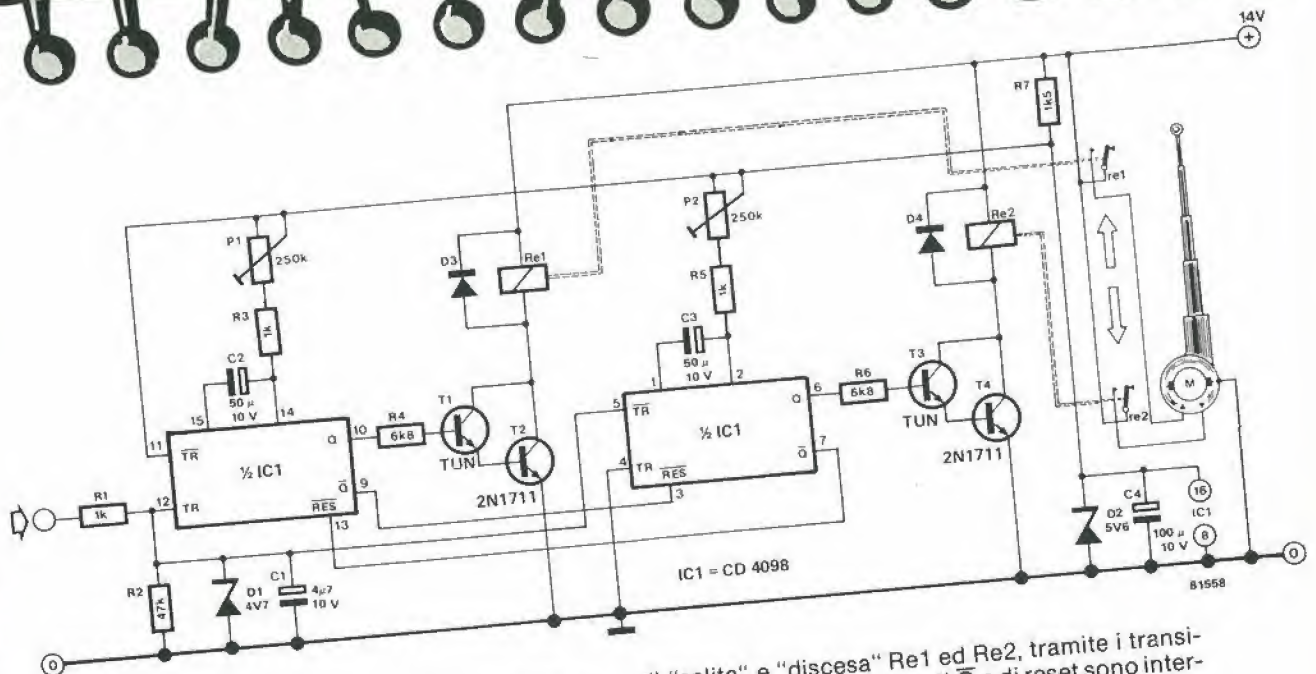 14V
+
R7
1k5
re1
P1
250k
P2
250k
D3
Re1
D4
Re2
R3
1k
R5
1k
C2
50 µ
10 V
C3
50 µ
10 V
15
14
1
2
11
TR
Q
10
R4
6k8
T1
TUN
T2
2N1711
5
TR
Q
6
R6
6k8
T3
TUN
T4
2N1711
M
re2
½ IC1
½ IC1
R1
1k
12
TR
Q
9
RES
13
4
TR
RES
3
Q
7
R2
47k
D1
4V7
C1
4µ7
10 V
IC1 = CD 4098
D2
5V6
C4
100 µ
10 V
16
IC1
8
0
0
81558
"salita" e "discesa" Re1 ed Re2, tramite i transi-
Q̅ e di reset sono inter-